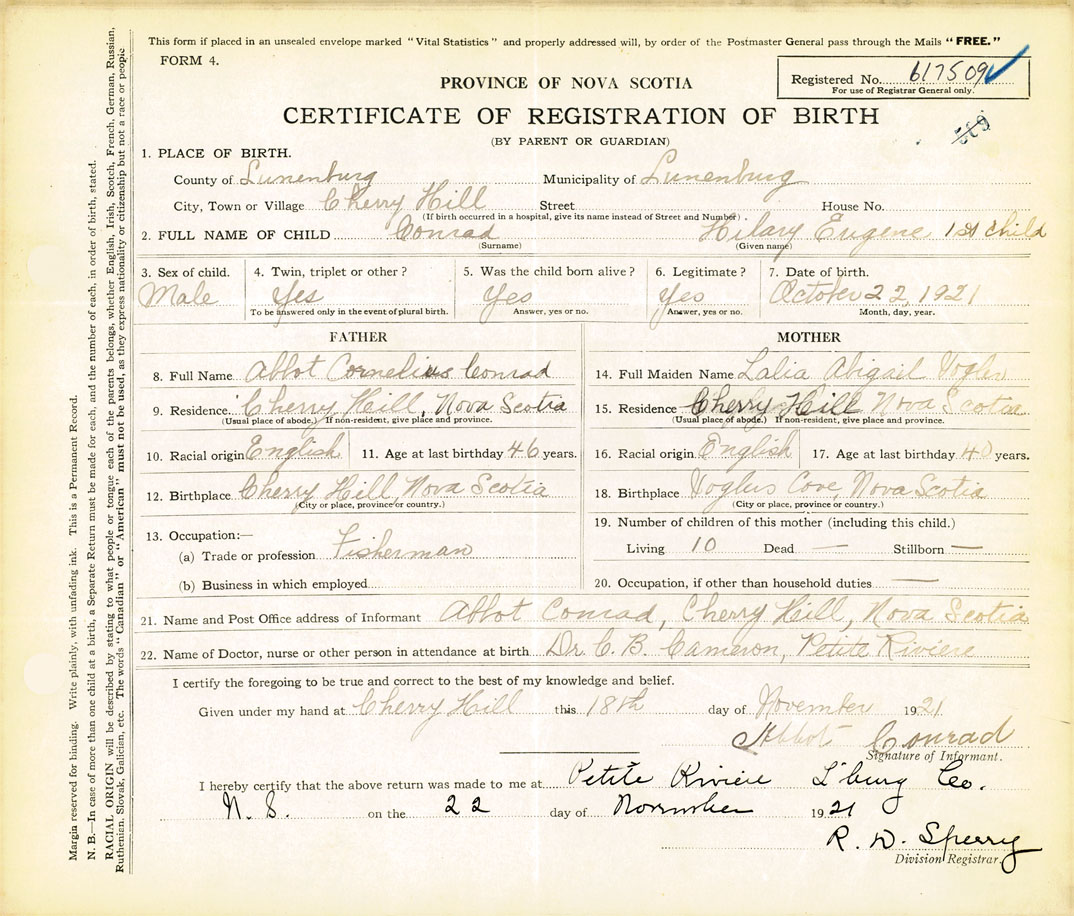 This form if placed in an unsealed envelope marked "Vital Statistics" and properly addressed will, by order of the Postmaster General pass through the Mails "FREE."
FORM 4.
Registered No. 617509
For use of Registrar General only.
PROVINCE OF NOVA SCOTIA
CERTIFICATE OF REGISTRATION OF BIRTH
(BY PARENT OR GUARDIAN)
1. PLACE OF BIRTH.
County of Lunenburg Municipality of Lunenburg
City, Town or Village Cherry Hill Street House No.
(If birth occurred in a hospital, give its name instead of Street and Number).
2. FULL NAME OF CHILD Conrad Hilary Eugene 1st child
(Surname) (Given name)
3. Sex of child. 4. Twin, triplet or other? 5. Was the child born alive? 6. Legitimate? 7. Date of birth.
Male Yes Yes Yes October 22, 1921
To be answered only in the event of plural birth. Answer, yes or no. Answer, yes or no. Month, day, year.
FATHER
8. Full Name Abbot Cornelius Conrad
9. Residence Cherry Hill, Nova Scotia
(Usual place of abode.) If non-resident, give place and province.
10. Racial origin English 11. Age at last birthday 46 years.
12. Birthplace Cherry Hill, Nova Scotia
(City or place, province or country.)
13. Occupation:—
(a) Trade or profession Fisherman
(b) Business in which employed
MOTHER
14. Full Maiden Name Lalia Abigail Voglus
15. Residence Cherry Hill Nova Scotia
(Usual place of abode.) If non-resident, give place and province.
16. Racial origin English 17. Age at last birthday 40 years.
18. Birthplace Voglus Cove, Nova Scotia
(City or place, province or country.)
19. Number of children of this mother (including this child.)
Living 10 Dead — Stillborn —
20. Occupation, if other than household duties —
21. Name and Post Office address of Informant Abbot Conrad, Cherry Hill, Nova Scotia
22. Name of Doctor, nurse or other person in attendance at birth Dr. C. B. Cameron, Petite Riviere
I certify the foregoing to be true and correct to the best of my knowledge and belief.
Given under my hand at Cherry Hill this 18th day of November 1921
Abbot Conrad
Signature of Informant.
I hereby certify that the above return was made to me at Petite Riviere L'burg Co.
N. S. on the 22 day of November 1921
R. D. Sperry
Division Registrar.
Margin reserved for binding. Write plainly, with unfading ink. This is a Permanent Record.
N. B.—In case of more than one child at a birth, a Separate Return must be made for each, and the number of each, in order of birth, stated.
RACIAL ORIGIN will be described by stating to what people or tongue each of the parents belongs, whether English, Irish, Scotch, French, German, Russian,
Ruthenian, Slovak, Galician, etc. The words "Canadian" or "American" must not be used, as they express nationality or citizenship but not a race or people